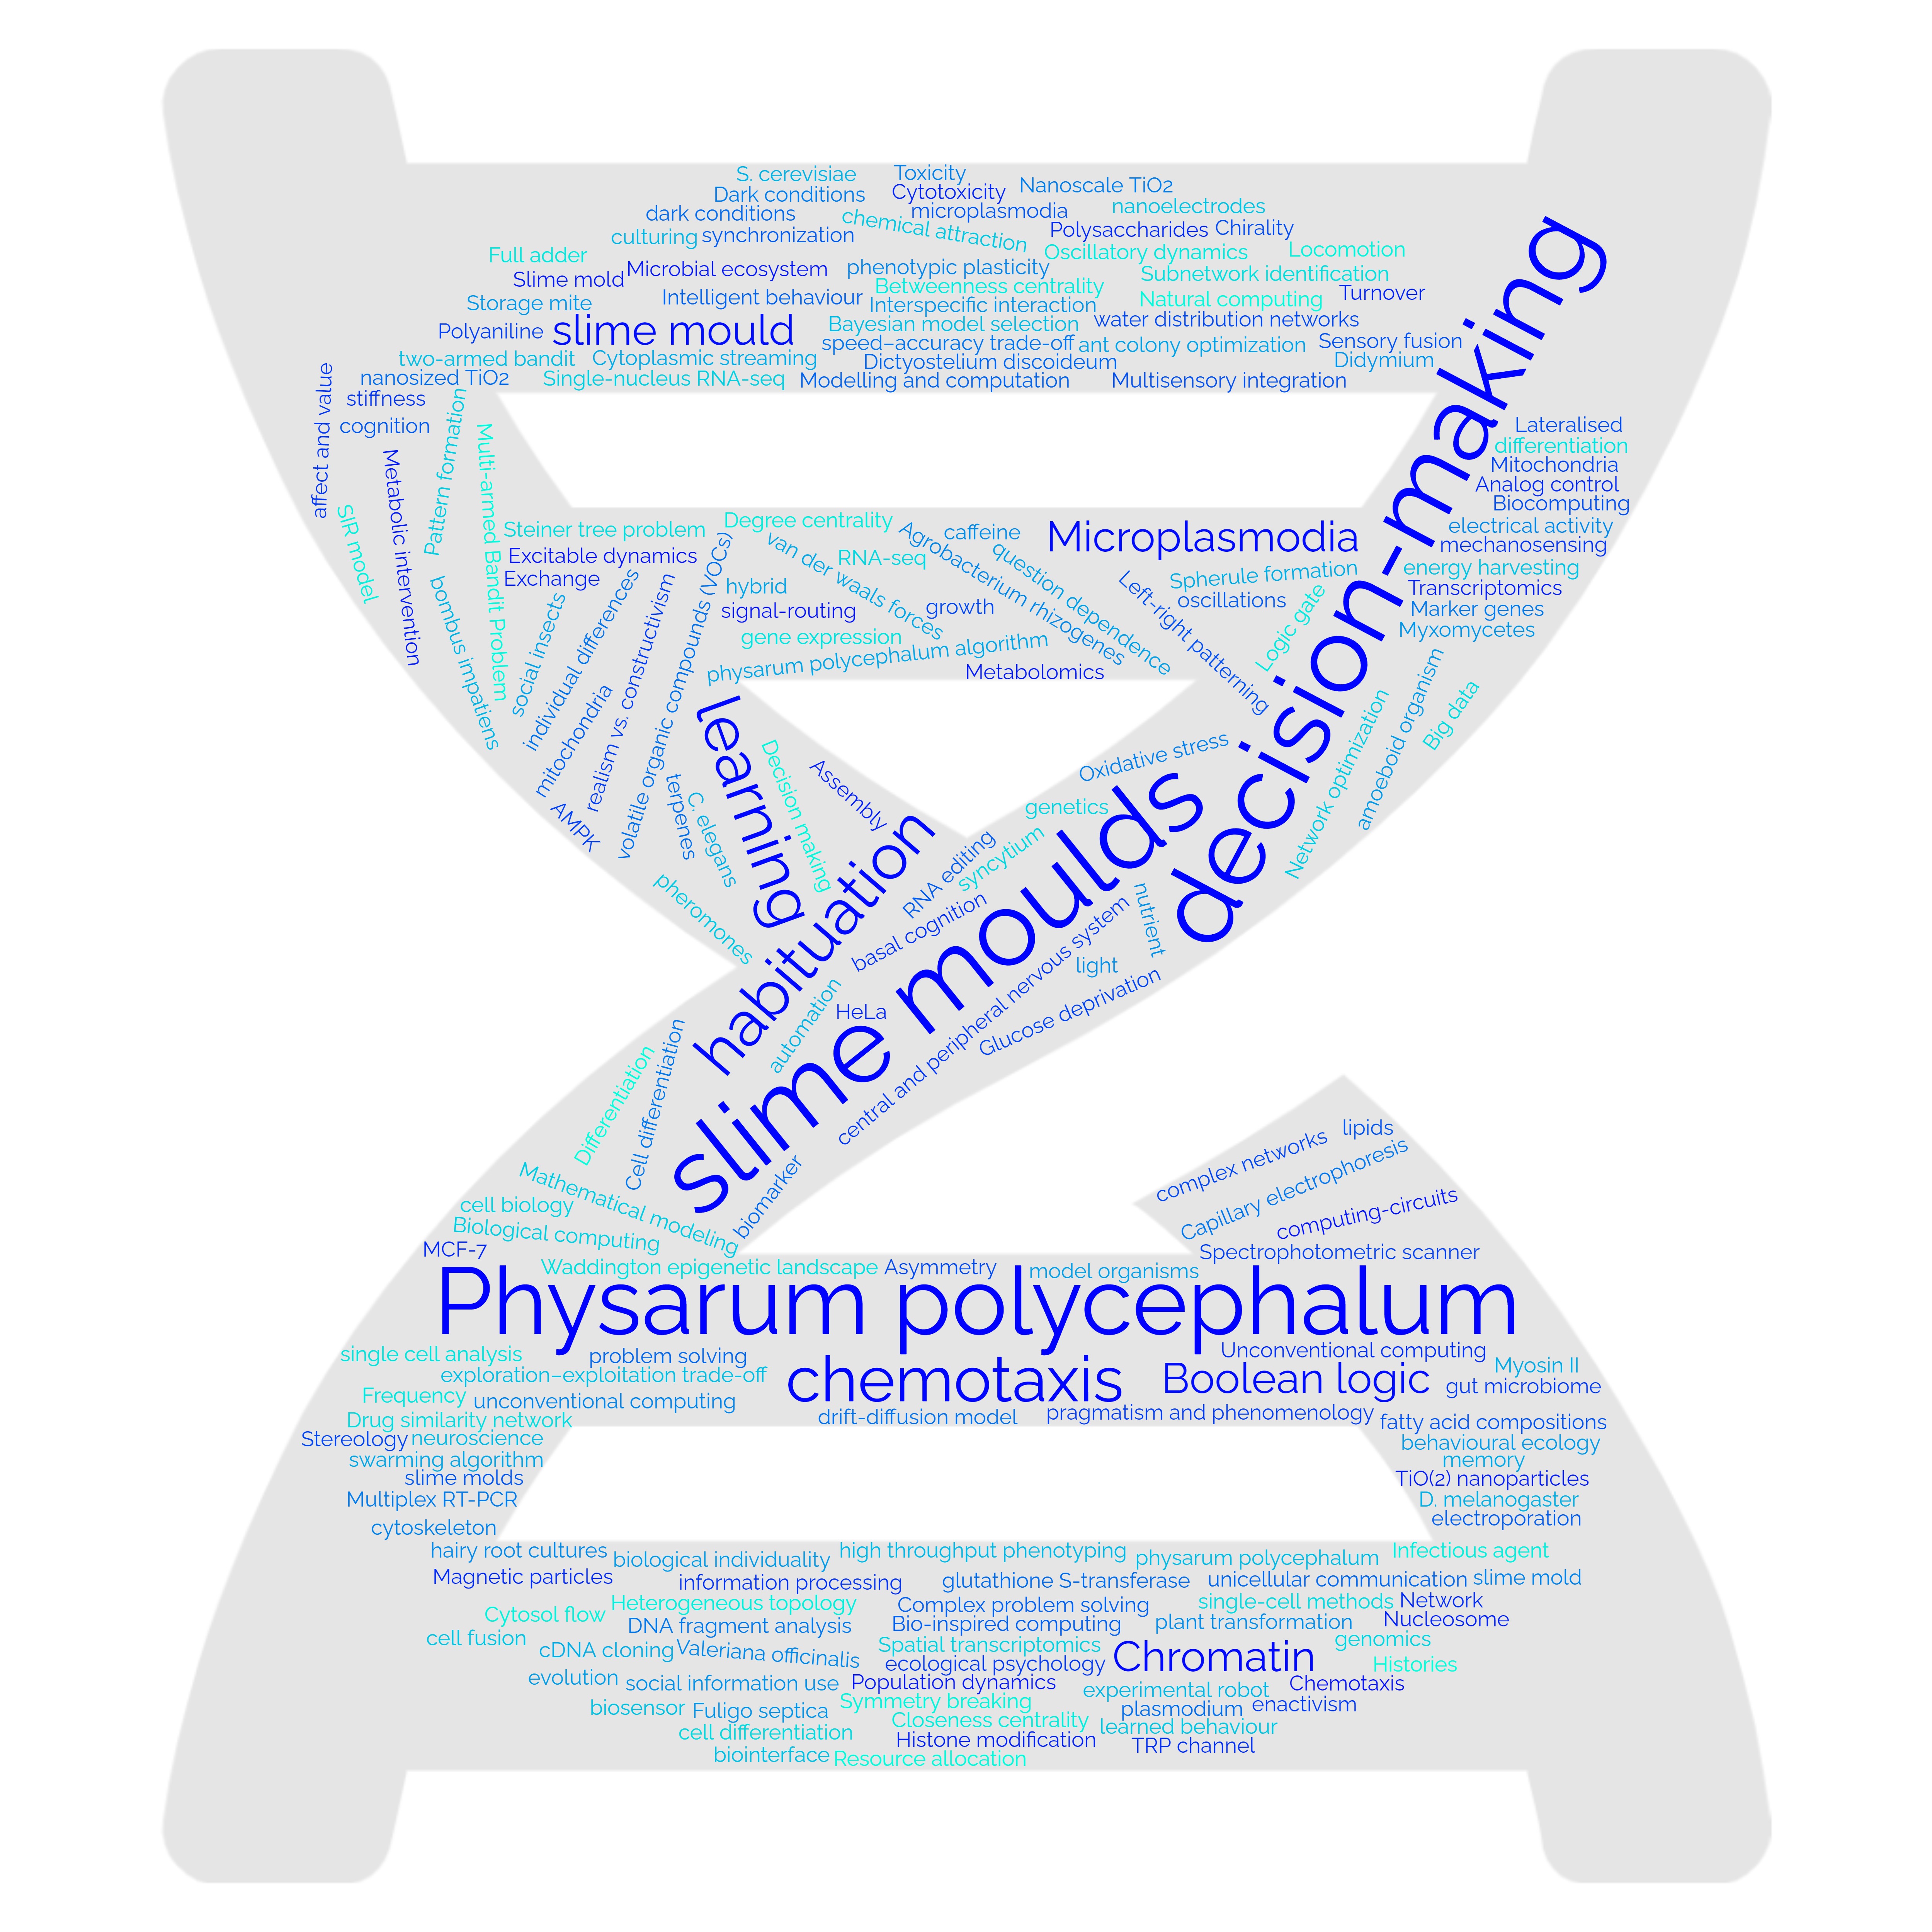 S. cerevisiae
Toxicity
Dark conditions
Cytotoxicity
Nanoscale TiO2
dark conditions
microplasmodia
nanoelectrodes
culturing
synchronization
chemical attraction
Polysaccharides
Chirality
Full adder
Oscillatory dynamics
Locomotion
Slime mold
Microbial ecosystem
phenotypic plasticity
Subnetwork identification
Storage mite
Intelligent behaviour
Betweenness centrality
Interspecific interaction
Natural computing
Turnover
Polyaniline
slime mould
Bayesian model selection
water distribution networks
speed–accuracy trade-off
ant colony optimization
Sensory fusion
two-armed bandit
Cytoplasmic streaming
Dictyostelium discoideum
Didymium
nanosized TiO2
Single-nucleus RNA-seq
Modelling and computation
Multisensory integration
decision-making
affect and value
stiffness
cognition
Pattern formation
Multi-armed Bandit Problem
Metabolic intervention
SIR model
bombus impatiens
Lateralised
differentiation
Mitochondria
Analog control
Biocomputing
electrical activity
mechanosensing
energy harvesting
Transcriptomics
Marker genes
Myxomycetes
Steiner tree problem
Degree centrality
caffeine
Microplasmodia
Excitable dynamics
van der waals forces
RNA-seq
Agrobacterium rhizogenes
question dependence
Exchange
hybrid
Left-right patterning
Spherule formation
oscillations
Logic gate
signal-routing
growth
gene expression
physarum polycephalum algorithm
Metabolomics
social insects
individual differences
mitochondria
realism vs. constructivism
volatile organic compounds (VOCs)
AMPK
terpenes
C. elegans
learning
Decision making
Assembly
Oxidative stress
Network optimization
amoeboid organism
Big data
habituation
pheromones
genetics
RNA editing
syncytium
basal cognition
slime moulds
nutrient
light
automation
HeLa
central and peripheral nervous system
Glucose deprivation
Differentiation
Cell differentiation
Mathematical modeling
biomarker
cell biology
Biological computing
MCF-7
complex networks
lipids
Capillary electrophoresis
computing-circuits
Spectrophotometric scanner
Waddington epigenetic landscape
Asymmetry
model organisms
Physarum polycephalum
single cell analysis
problem solving
Unconventional computing
Myosin II
exploration–exploitation trade-off
chemotaxis
Boolean logic
gut microbiome
Frequency
unconventional computing
Drug similarity network
drift-diffusion model
pragmatism and phenomenology
fatty acid compositions
Stereology
neuroscience
behavioural ecology
swarming algorithm
memory
slime molds
TiO(2) nanoparticles
Multiplex RT-PCR
D. melanogaster
cytoskeleton
electroporation
hairy root cultures
biological individuality
high throughput phenotyping
physarum polycephalum
Infectious agent
Magnetic particles
information processing
glutathione S-transferase
unicellular communication
slime mold
Cytosol flow
Heterogeneous topology
Complex problem solving
single-cell methods
Network
DNA fragment analysis
Bio-inspired computing
plant transformation
Nucleosome
cell fusion
cDNA cloning
Valeriana officinalis
Spatial transcriptomics
Chromatin
genomics
ecological psychology
Histories
evolution
social information use
Population dynamics
experimental robot
Chemotaxis
biosensor
Fuligo septica
Symmetry breaking
plasmodium
enactivism
cell differentiation
Closeness centrality
learned behaviour
Histone modification
TRP channel
biointerface
Resource allocation